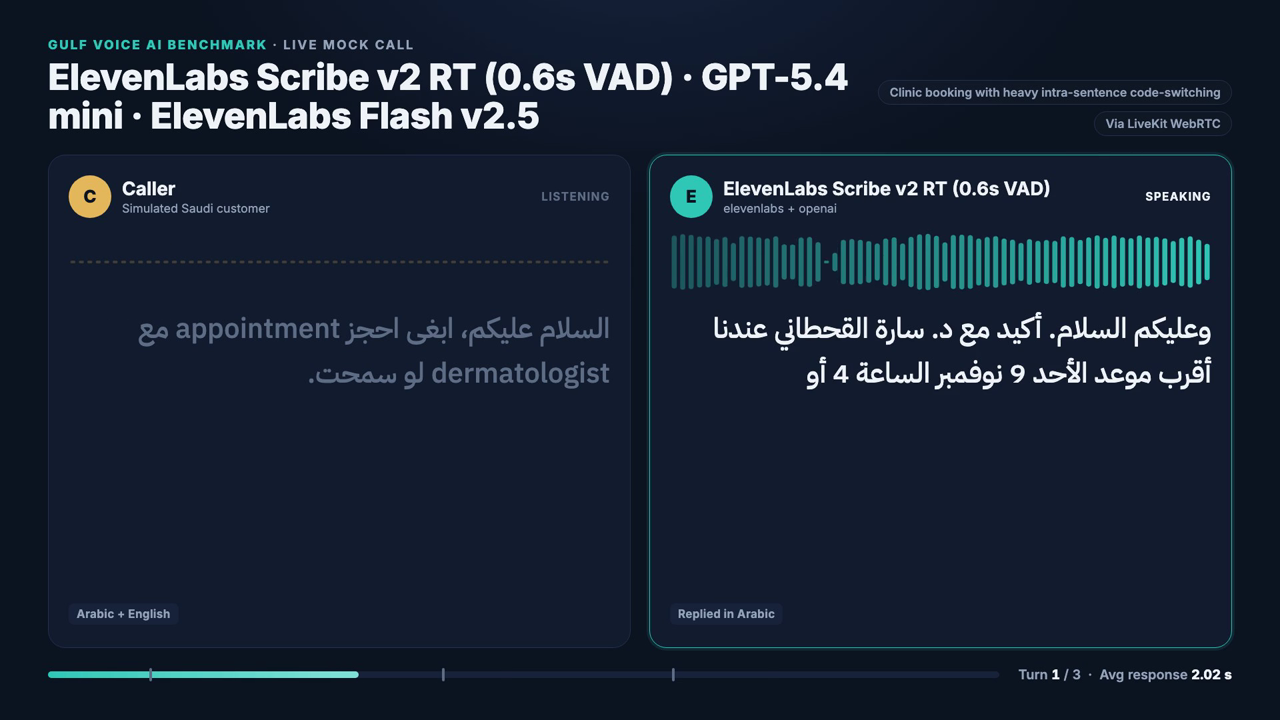 GULF VOICE AI BENCHMARK · LIVE MOCK CALL
ElevenLabs Scribe v2 RT (0.6s VAD) · GPT-5.4
mini · ElevenLabs Flash v2.5
Clinic booking with heavy intra-sentence code-switching
Via LiveKit WebRTC
C
Caller
Simulated Saudi customer
LISTENING
السلام عليكم، ابغى احجز appointment مع
dermatologist لو سمحت.
Arabic + English
E
ElevenLabs Scribe v2 RT (0.6s VAD)
elevenlabs + openai
SPEAKING
وعليكم السلام. أكيد مع د. سارة القحطاني عندنا
أقرب موعد الأحد 9 نوفمبر الساعة 4 أو
Replied in Arabic
Turn 1 / 3 · Avg response 2.02 s